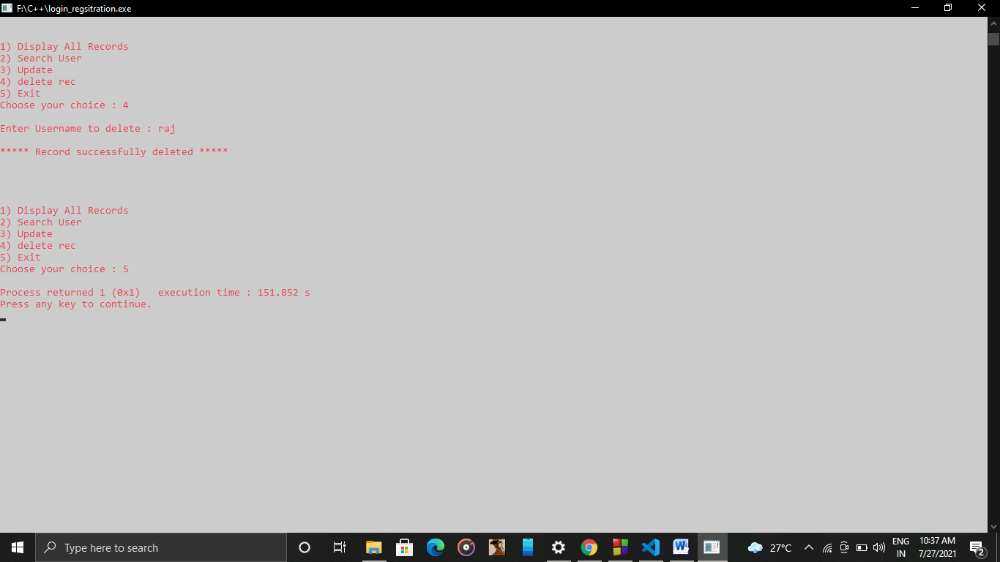 F:\C++\login_regsitration.exe
1) Display All Records
2) Search User
3) Update
4) delete rec
5) Exit
Choose your choice : 4
Enter Username to delete : raj
***** Record successfully deleted *****
1) Display All Records
2) Search User
3) Update
4) delete rec
5) Exit
Choose your choice : 5
Process returned 1 (0x1)   execution time : 151.852 s
Press any key to continue.
Type here to search
27°C
ENG
IN
10:37 AM
7/27/2021
2